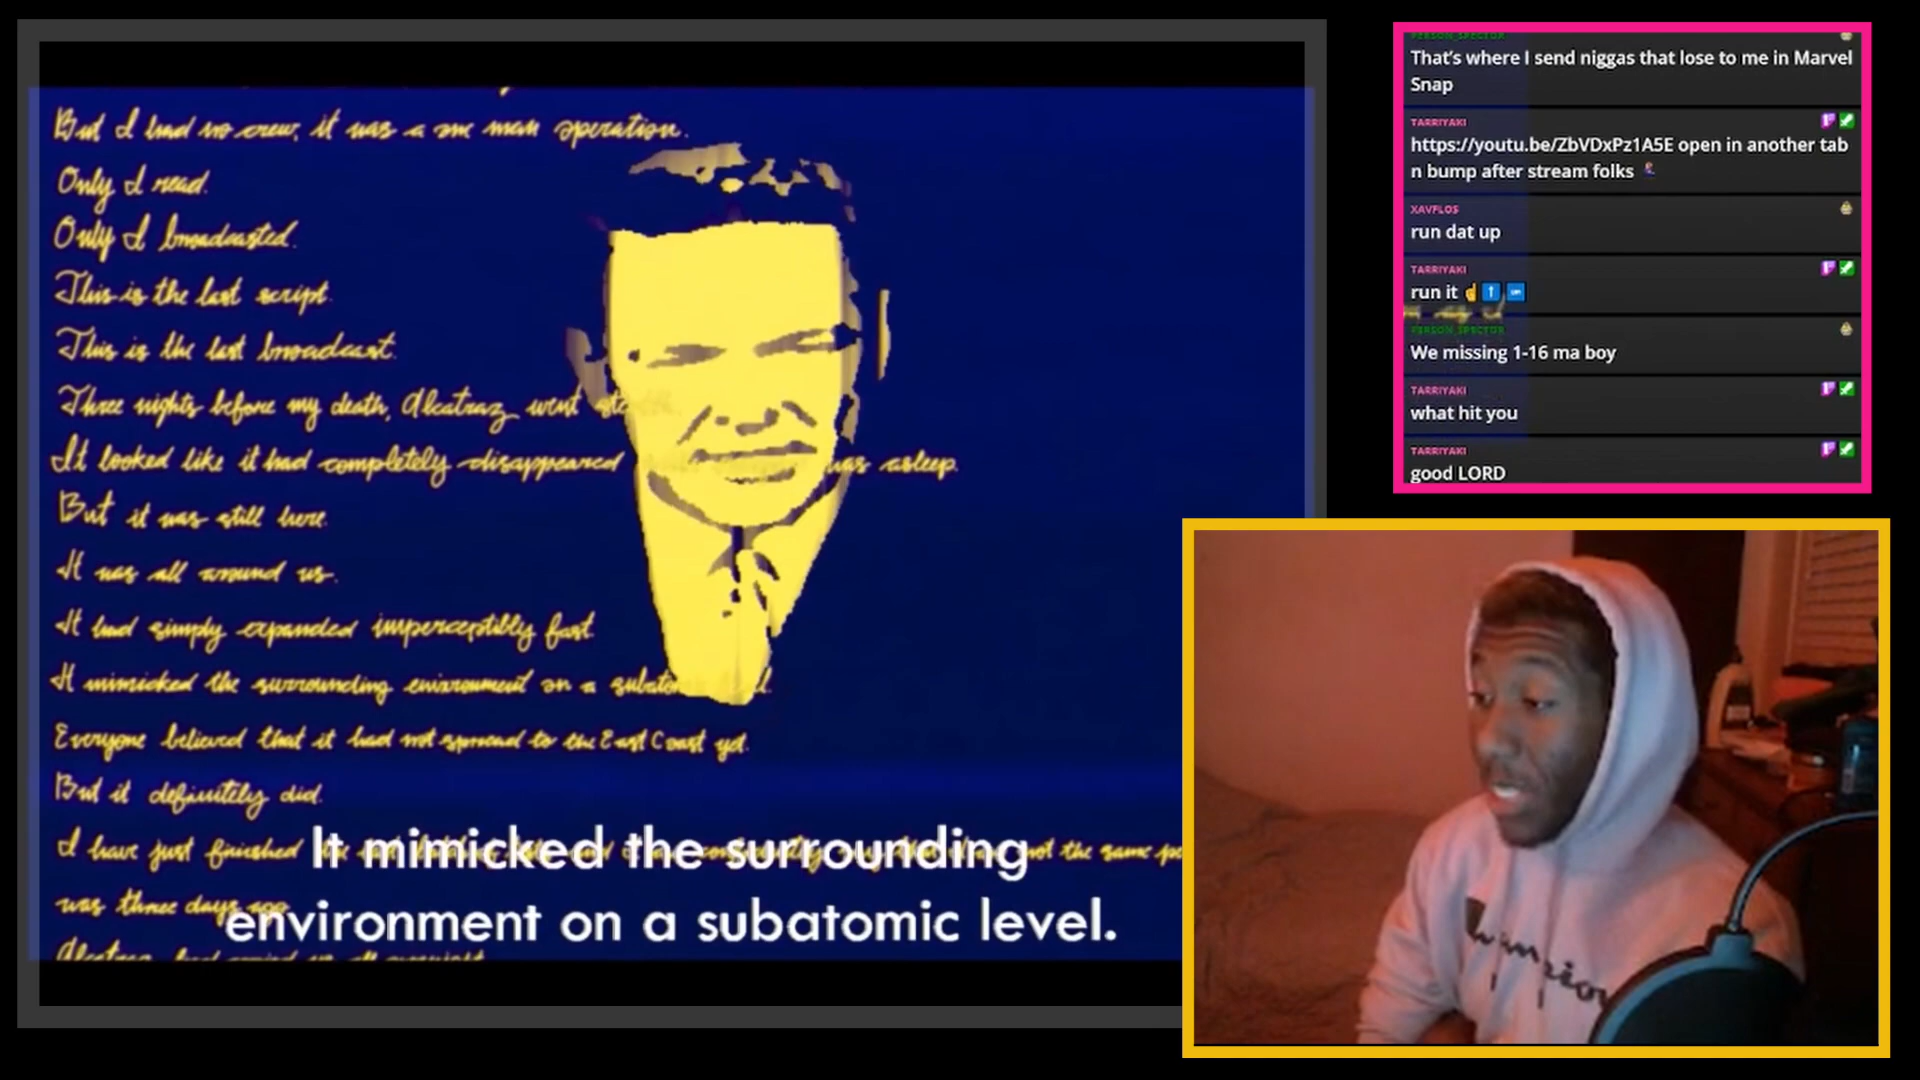 But I had no crew, it was a one man operation.
Only I read.
Only I broadcasted.
This is the last script.
This is the last broadcast.
Three nights before my death, Alcatraz went
It looked like it had completely disappeared was asleep.
But it was still here.
It was all around us.
It had simply expanded imperceptibly fast.
It mimicked the surrounding environment on a
Everyone believed that it had not spread to the East Coast yet.
But it definitely did.
I have just finished not the same
was three days ago
Alcatraz had
It mimicked the surrounding
environment on a subatomic level.
PERSON_SPECTOR
That's where I send niggas that lose to me in Marvel
Snap
TARRIYAKI
https://youtu.be/ZbVDxPz1A5E open in another tab
n bump after stream folks
XAVFLOS
run dat up
TARRIYAKI
run it
PERSON_SPECTOR
We missing 1-16 ma boy
TARRIYAKI
what hit you
TARRIYAKI
good LORD